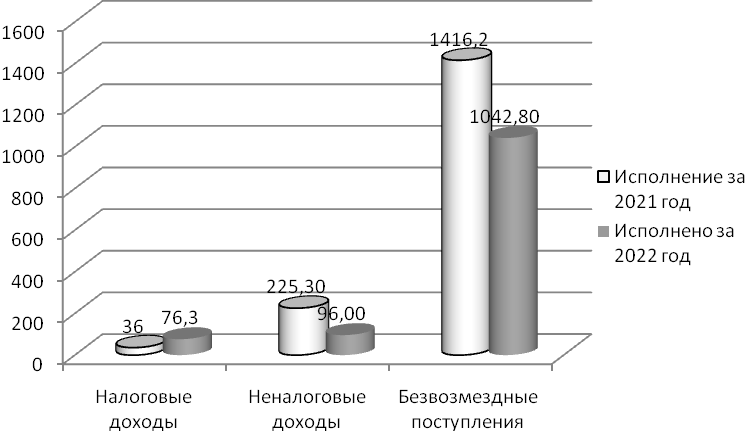 1600
1400
1200
1000
800
600
400
200
0
36
76,3
225,30
96,00
1416,2
1042,80
Налоговые
доходы
Неналоговые
доходы
Безвозмездные
поступления
Исполнение за
2021 год
Исполнено за
2022 год